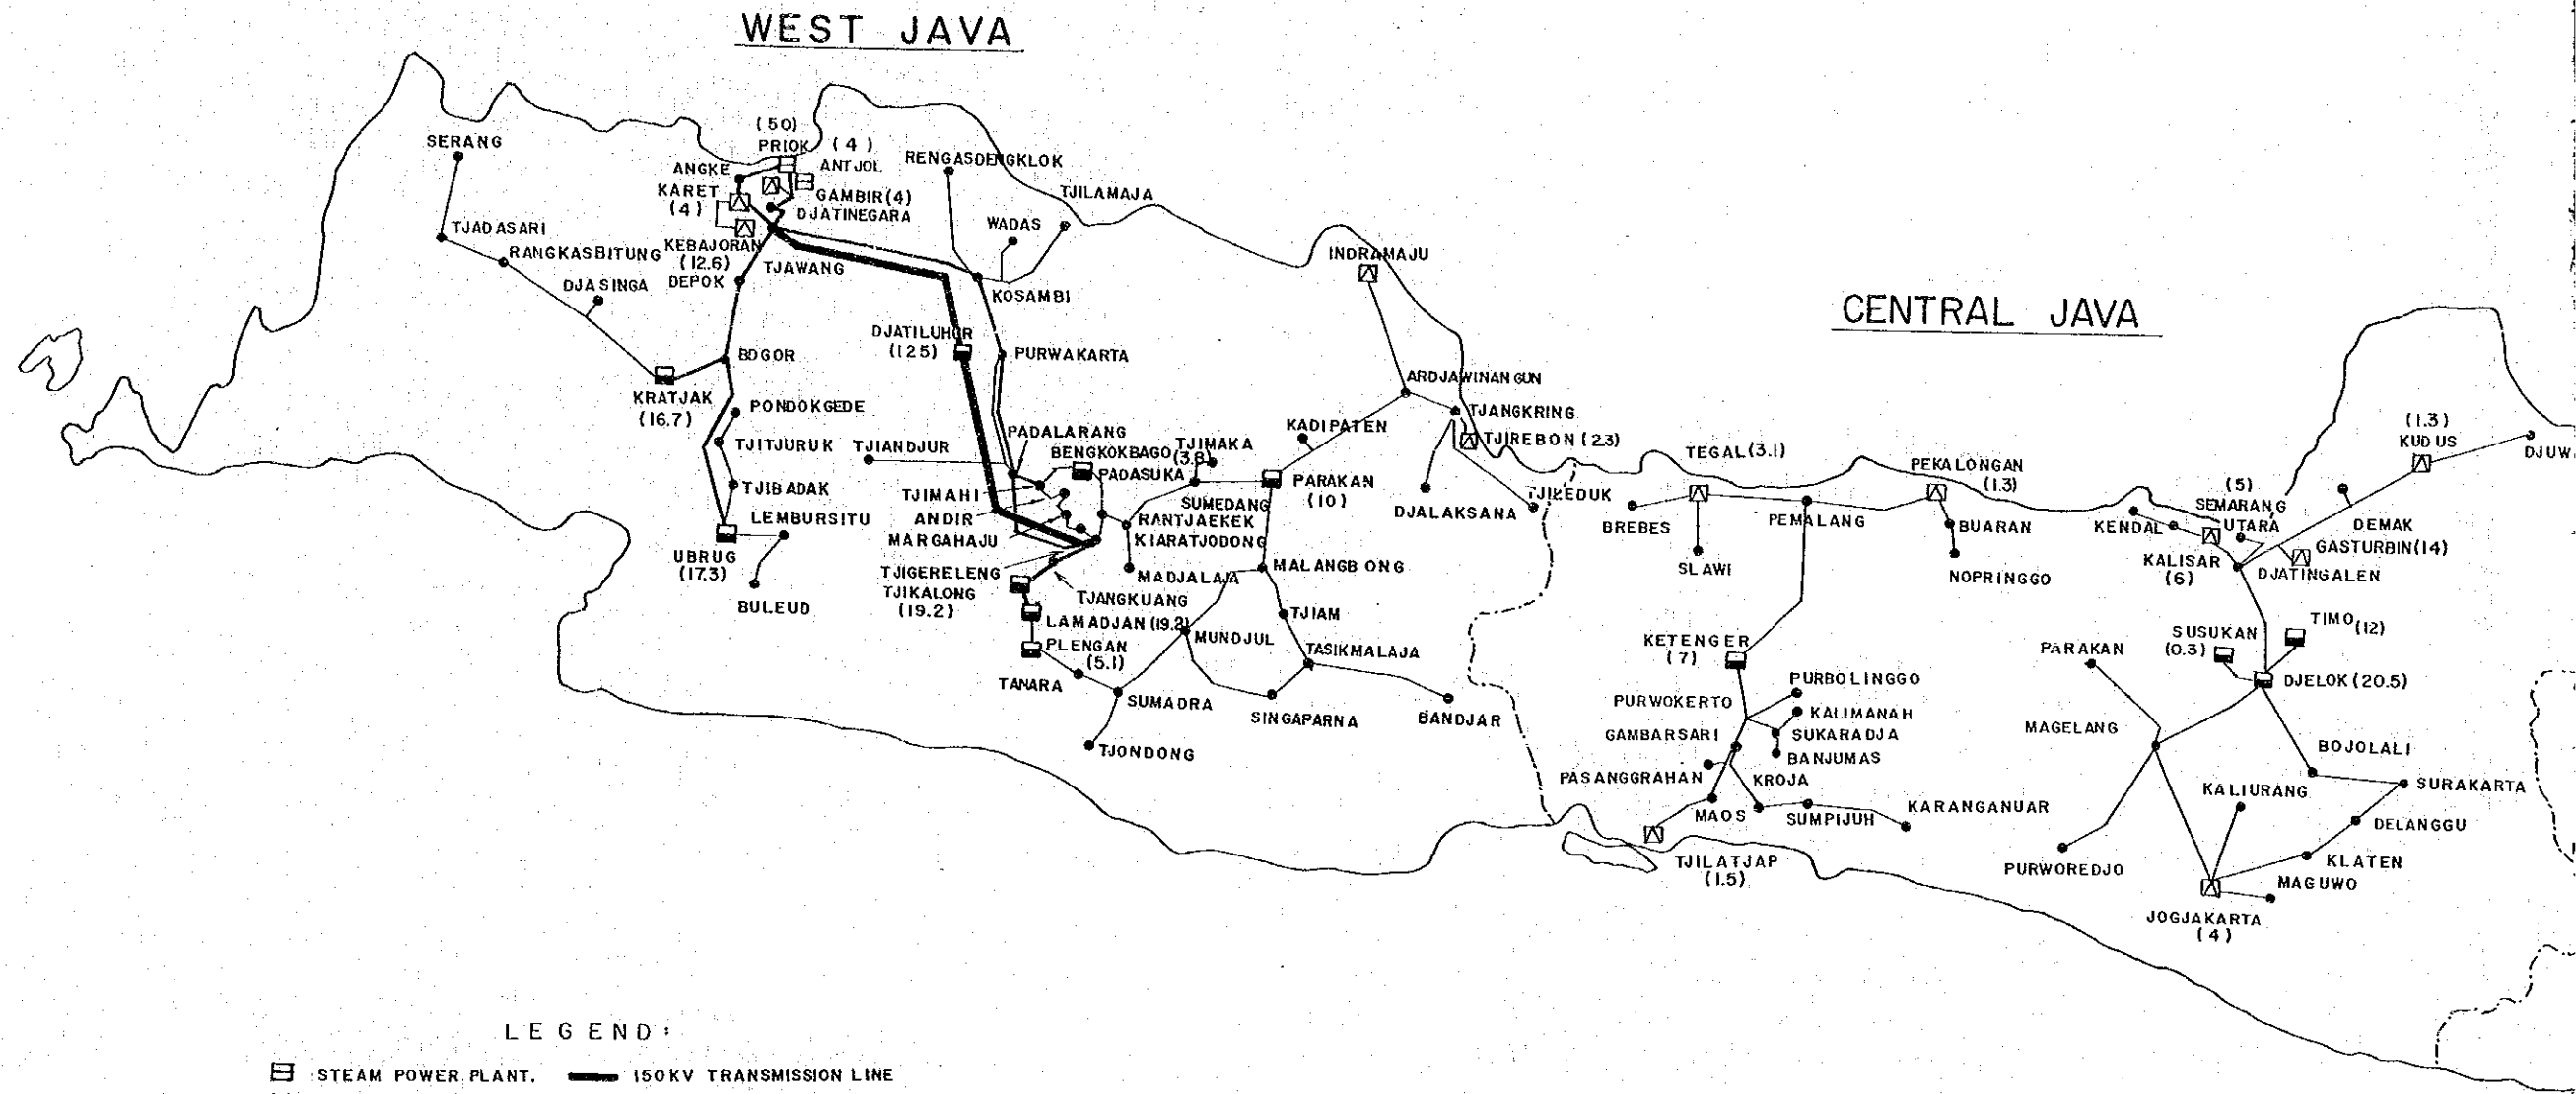 WEST JAVA
CENTRAL JAVA
SERANG
(50)
PRIOK
(4)
ANTJOL
ANGKE
KARET
(4)
GAMBIR(4)
DJATINEGARA
RENGASDENGKLOK
TJILAMAJA
WADAS
TJADASARI
RANGKASBITUNG
DJASINGA
KEBAJORAN
(12.6)
DEPOK
TJAWANG
KOSAMBI
INDRAMAJU
DJATILUHUR
(125)
PURWAKARTA
BOGOR
KRATJAK
(16.7)
PONDOKGEDE
TJITJURUK
TJIANDJUR
PADALARANG
BENGKOKBAGO
(3.8)
TJIMAKA
PADASUKA
KADIPATEN
ARDJAWINANGUN
TJANGKRING
TJIREBON (23)
TJIBADAK
LEMBURSITU
UBRUG
(17.3)
BULEUD
TJIMAHI
ANDIR
MARGAHAJU
SUMEDANG
RANTJAEKEK
KIARATJODONG
PARAKAN
(10)
DJALAKSANA
TJILEDUK
TJIGERELENG
TJIKALONG
(19.2)
MADJALAJA
TJANGKUANG
MALANGBONG
LAMADJAN (19.2)
PLENGAN
(5.1)
MUNDJUL
TJIAM
TASIKMALAJA
TANARA
SUMADRA
SINGAPARNA
BANDJAR
TJONDONG
TEGAL(3.1)
BREBES
SLAWI
PEMALANG
PEKALONGAN
(1.3)
BUARAN
NOPRINGGO
(1.3)
KUDUS
DJUW
(5)
SEMARANG
UTARA
KENDAL
DEMAK
GASTURBIN(14)
KALISAR
(6)
DJATINGALEN
KETENGER
(7)
PURBOLINGGO
PURWOKERTO
KALIMANAH
GAMBARSARI
SUKARADJA
BANJUMAS
PASANGGRAHAN
KROJA
MAOS
SUMPIJUH
KARANGANUAR
TJILATJAP
(1.5)
PARAKAN
SUSUKAN
(0.3)
TIMO(12)
DJELOK (20.5)
MAGELANG
BOJOLALI
SURAKARTA
KALIURANG
DELANGGU
KLATEN
PURWOREDJO
MAGUWO
JOGJAKARTA
(4)
LEGEND:
STEAM POWER PLANT. 150KV TRANSMISSION LINE